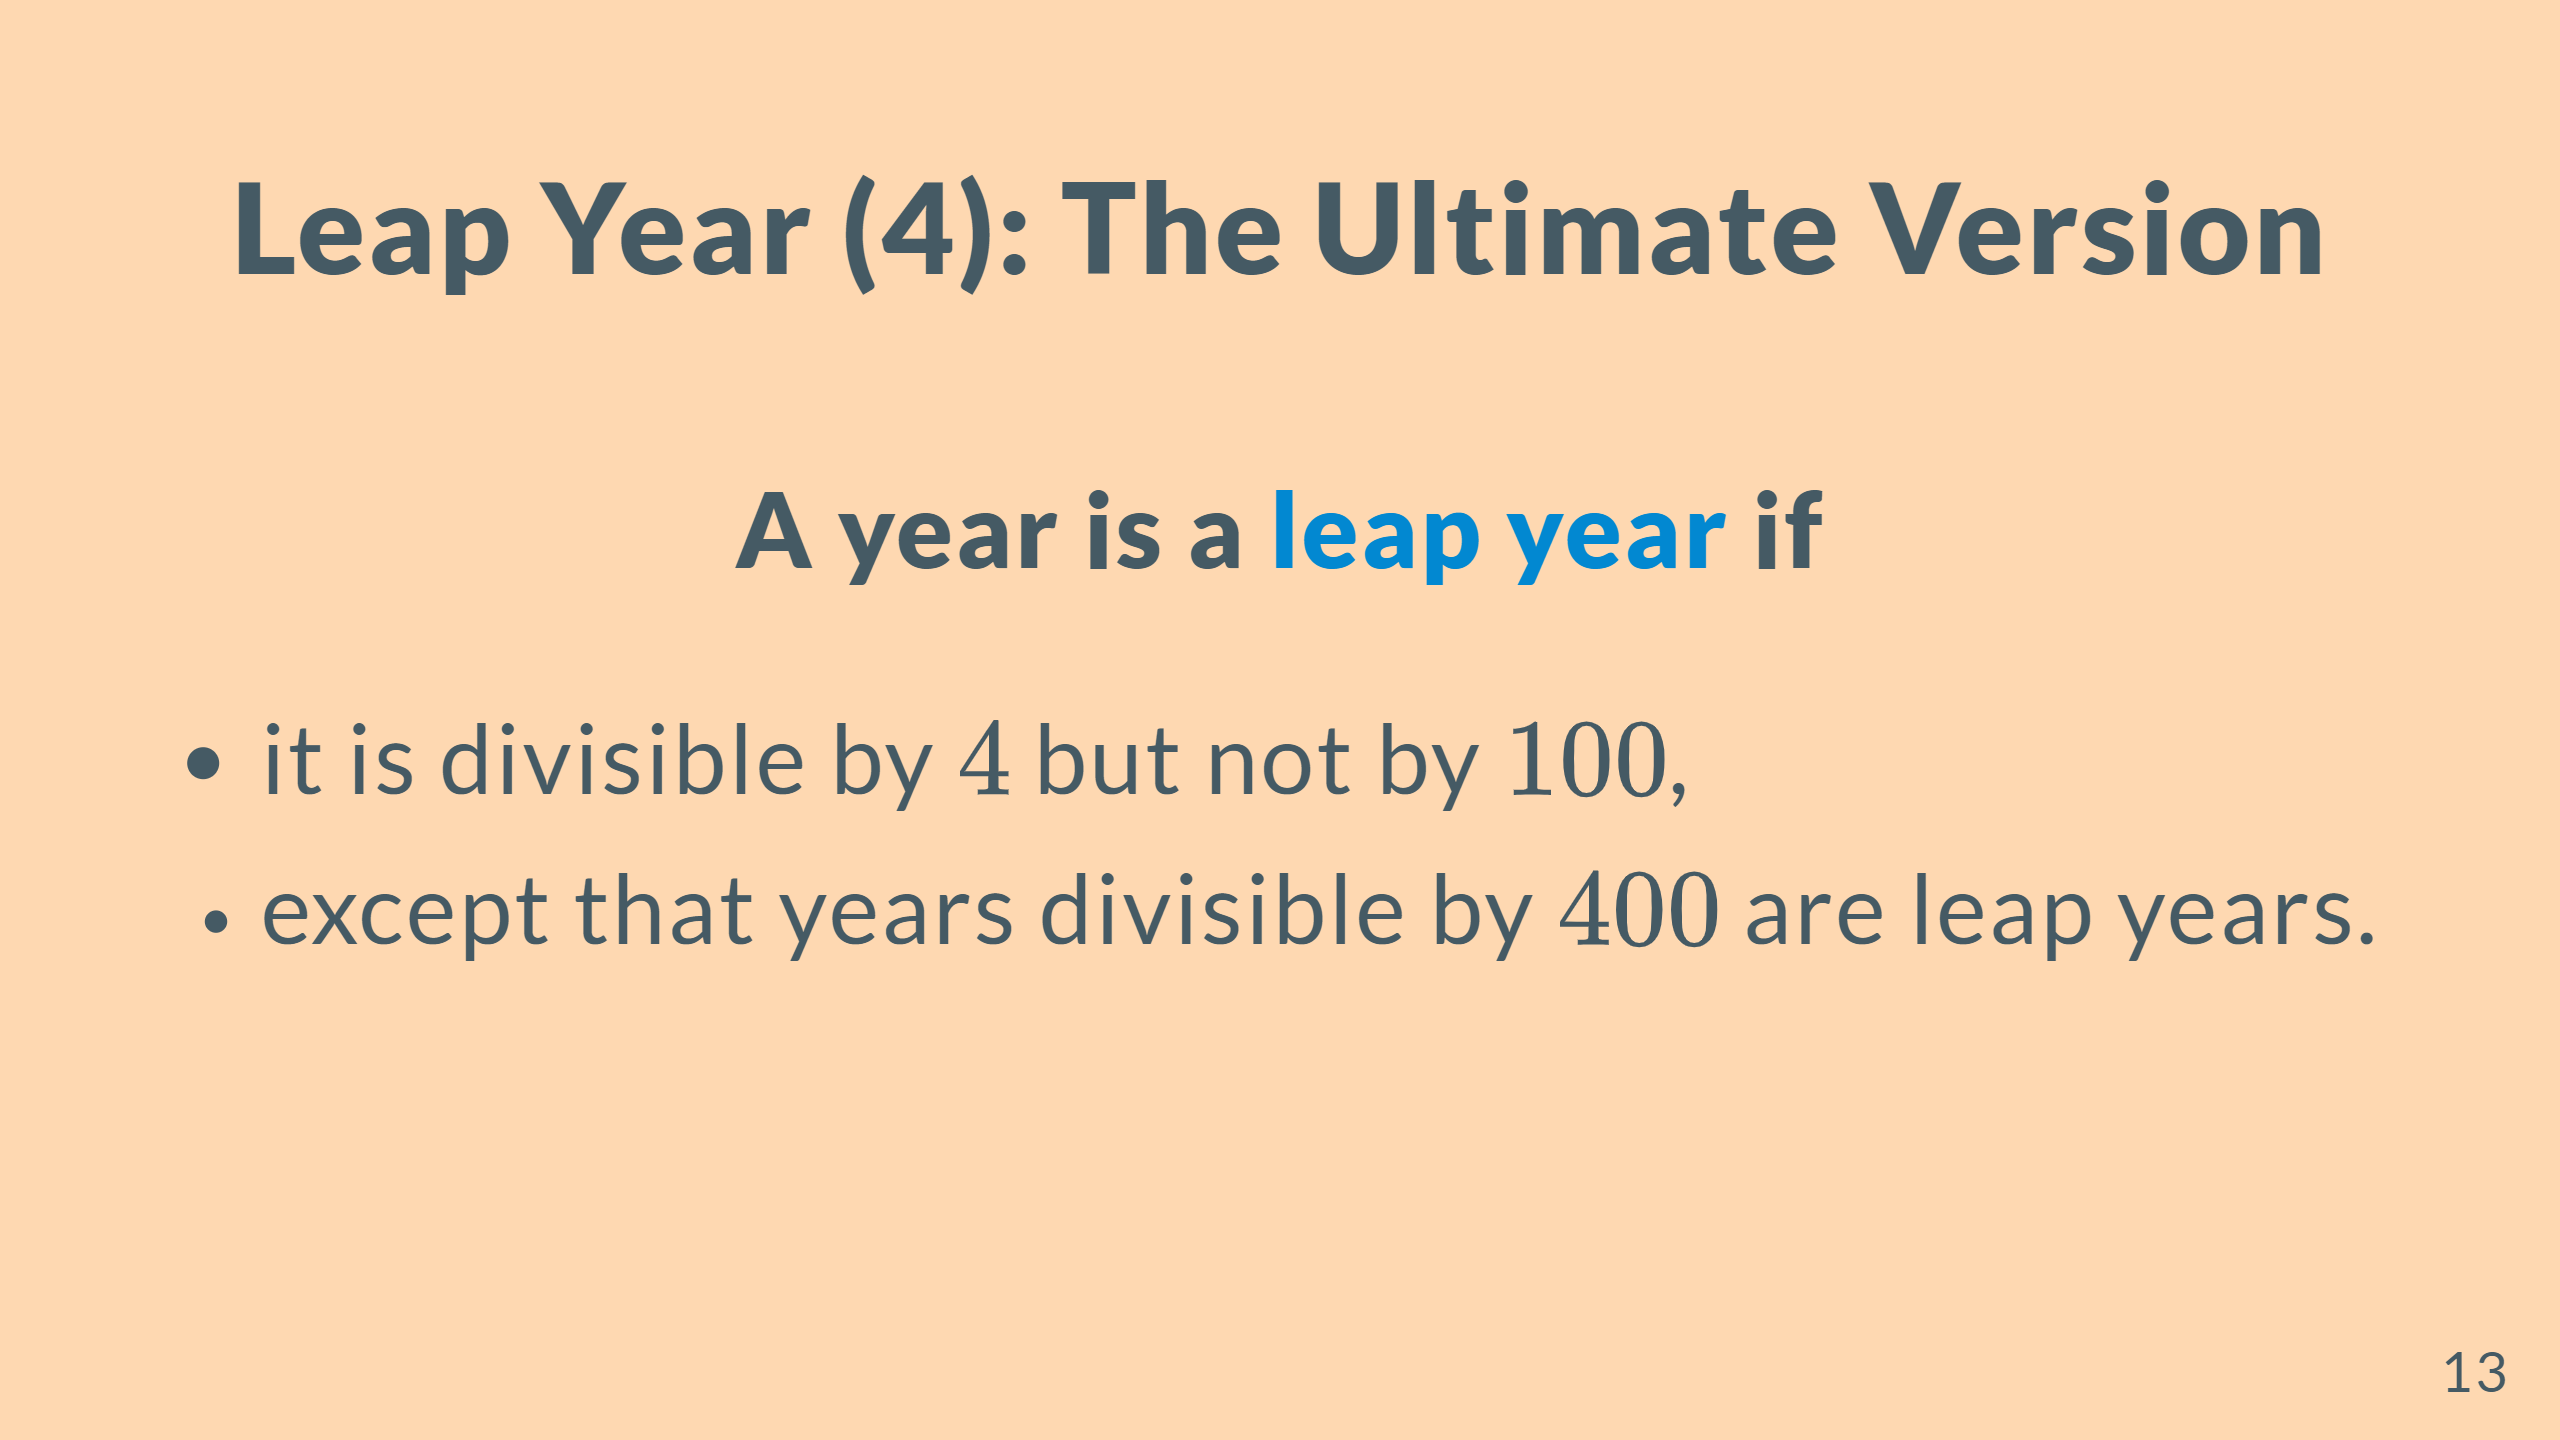 Leap Year (4): The Ultimate Version
A year is a leap year if
• it is divisible by 4 but not by 100,
• except that years divisible by 400 are leap years.
13